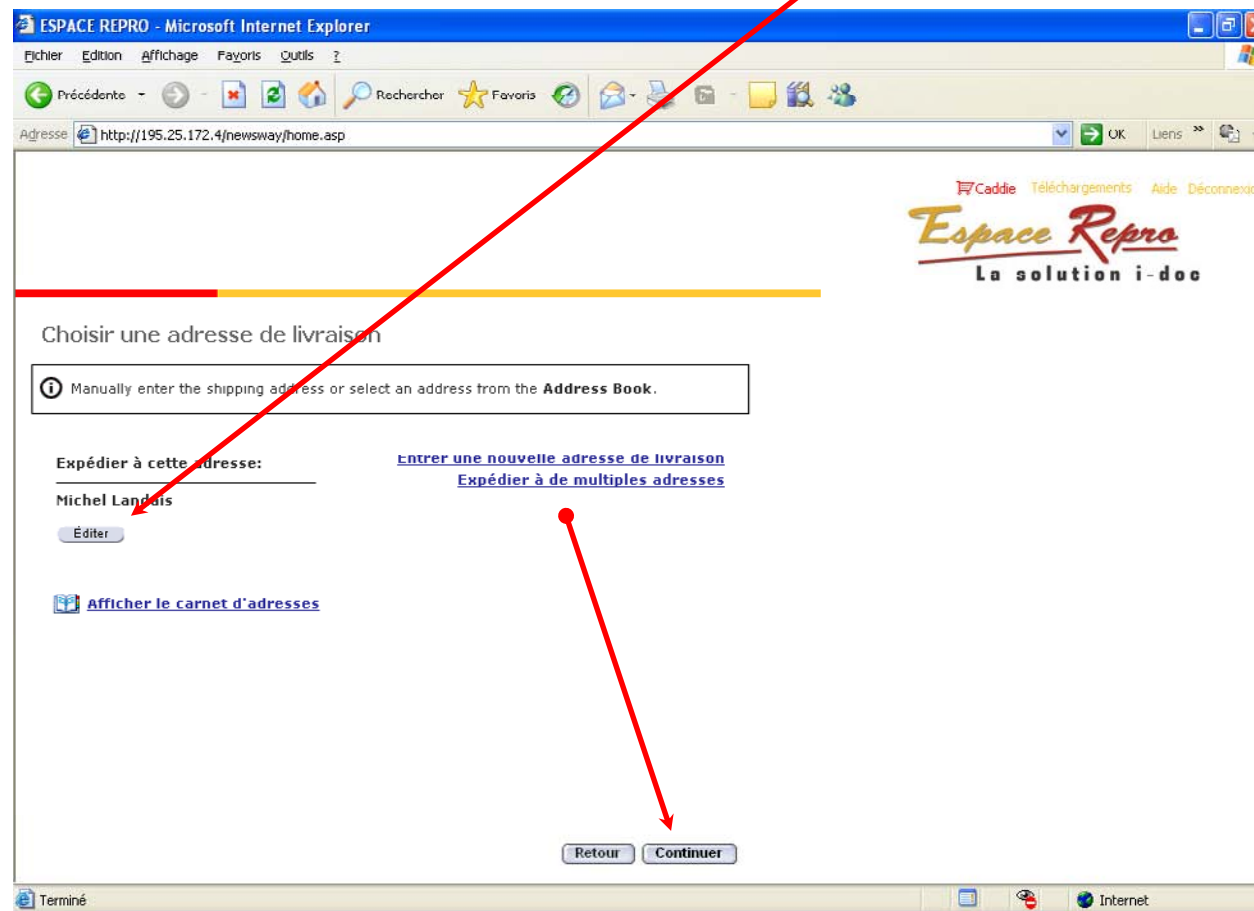 ESPACE REPRO - Microsoft Internet Explorer
Fichier Edition Affichage Favoris Outils ?
Précédente Rechercher Favoris
Adresse http://195.25.172.4/newsway/home.asp OK Liens »
Caddie Téléchargements Aide Déconnexio
Espace Repro
La solution i-doc
Choisir une adresse de livraison
Manually enter the shipping address or select an address from the Address Book.
Expédier à cette adresse: Entrer une nouvelle adresse de livraison
Expédier à de multiples adresses
Michel Landais
Éditer
Afficher le carnet d'adresses
Retour Continuer
Terminé Internet